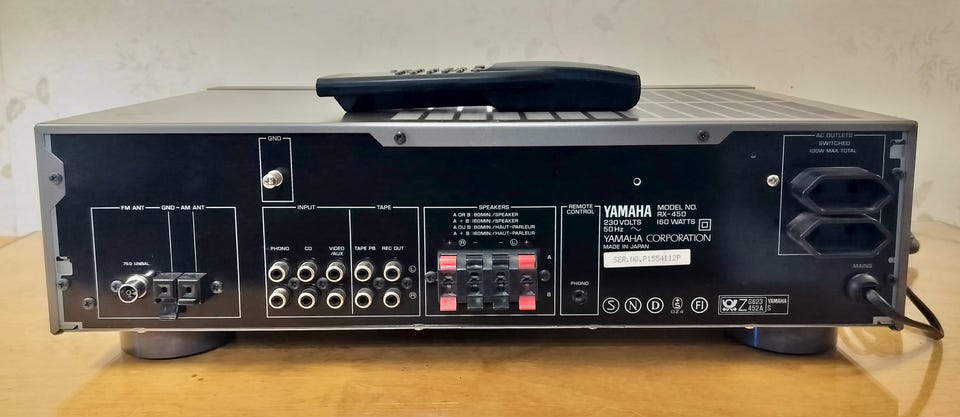 GND
FM ANT GND AM ANT
75Ω UNBAL.
INPUT TAPE
PHONO CD VIDEO /AUX TAPE PB REC OUT
L
R
SPEAKERS
A OR B :8ΩMIN./SPEAKER
A + B :16ΩMIN./SPEAKER
A OU B :8ΩMIN./HAUT-PARLEUR
A + B :16ΩMIN./HAUT-PARLEUR
+ R - - L +
A
B
REMOTE
CONTROL
PHONO
YAMAHA MODEL NO.
RX-450
230 VOLTS 160 WATTS
50Hz ~
YAMAHA CORPORATION
MADE IN JAPAN
SER.NO.P1554112P
S N D S FI
024
Z G623
452A
YAMAHA
S
AC OUTLETS
SWITCHED
100W MAX TOTAL
MAINS